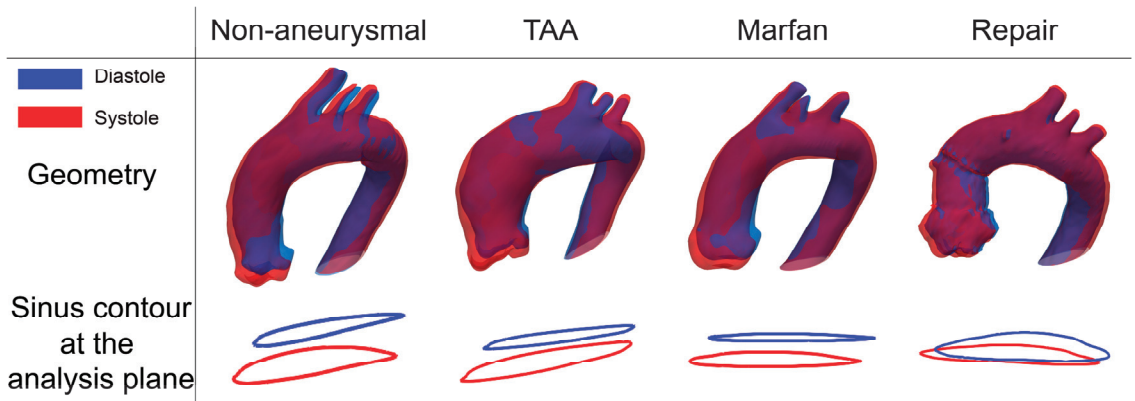 Non-aneurysmal
TAA
Marfan
Repair
Diastole
Systole
Geometry
Sinus contour
at the
analysis plane